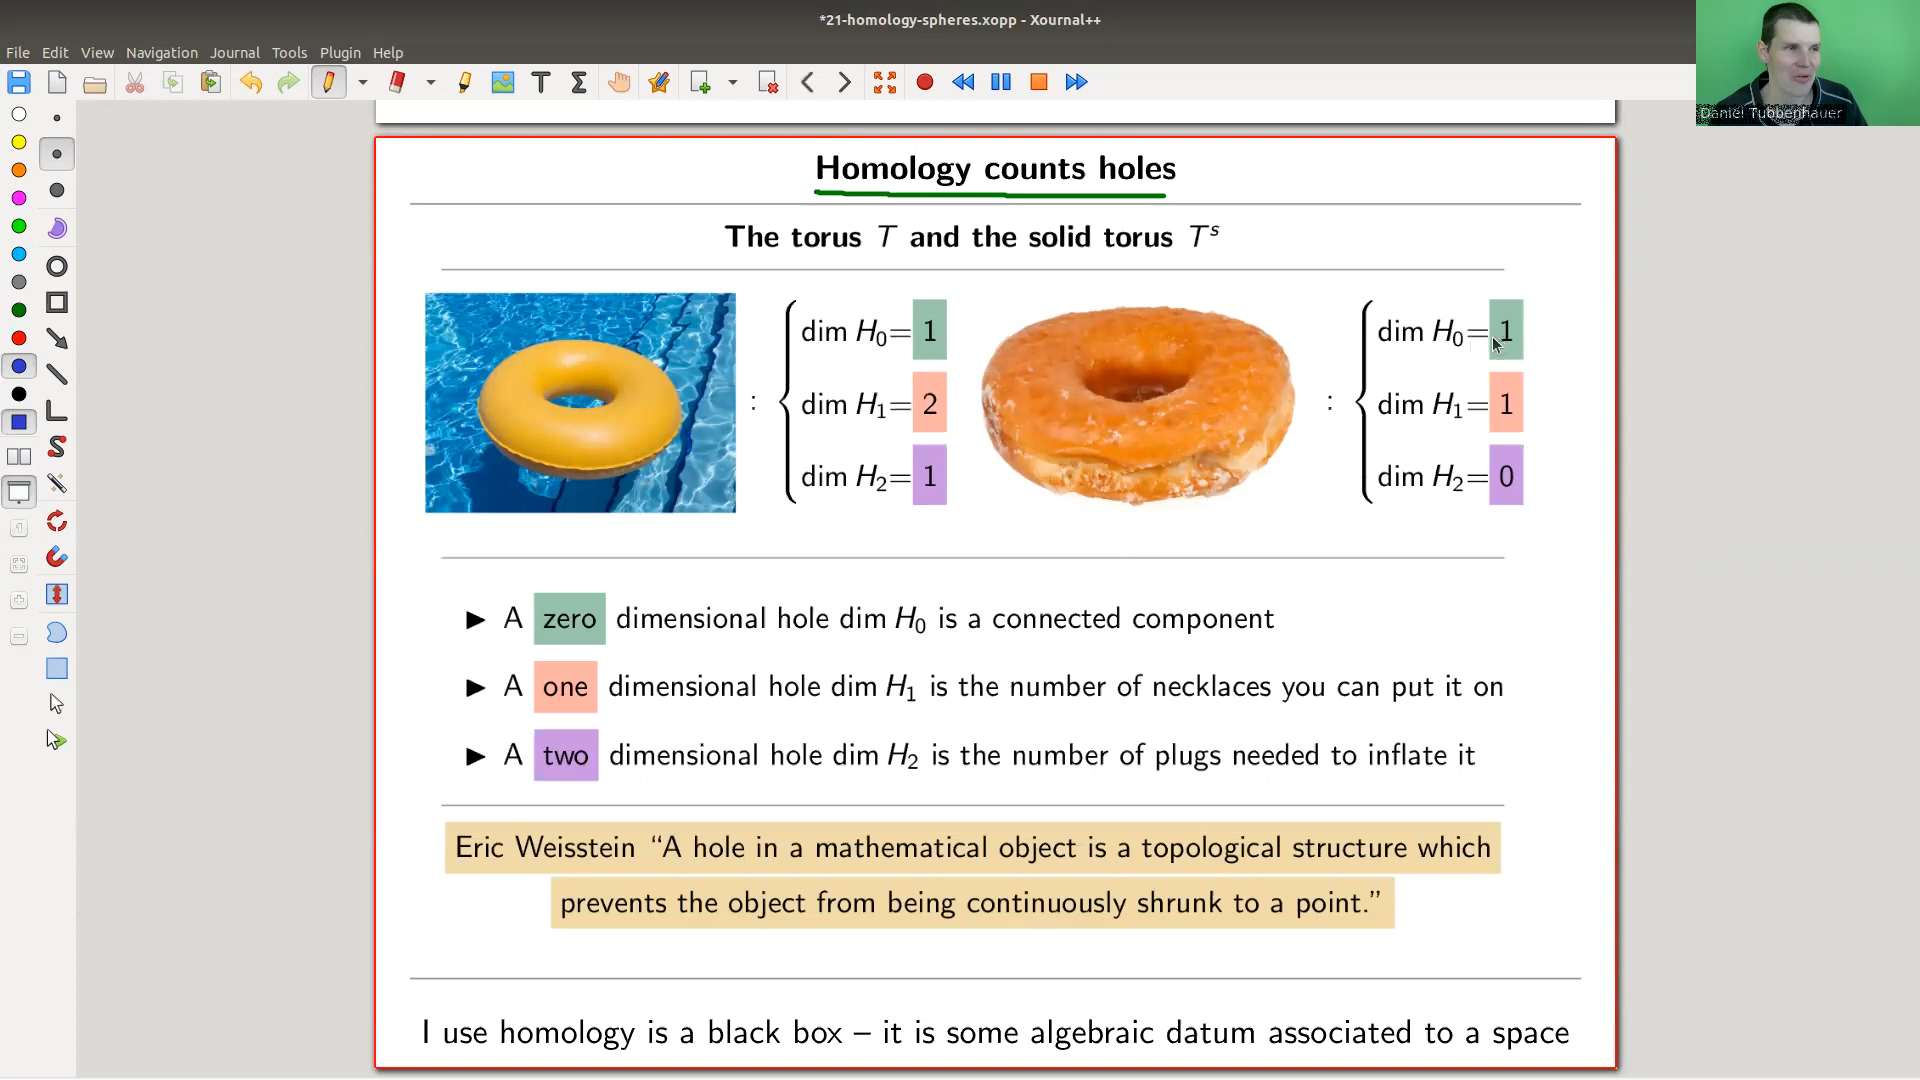 *21-homology-spheres.xopp - Xournal++
File Edit View Navigation Journal Tools Plugin Help
Daniel Tubbenhauer
Homology counts holes
The torus T and the solid torus Tˢ
: { dim H₀= 1
dim H₁= 2
dim H₂= 1
: { dim H₀= 1
dim H₁= 1
dim H₂= 0
▶ A zero dimensional hole dim H₀ is a connected component
▶ A one dimensional hole dim H₁ is the number of necklaces you can put it on
▶ A two dimensional hole dim H₂ is the number of plugs needed to inflate it
Eric Weisstein “A hole in a mathematical object is a topological structure which
prevents the object from being continuously shrunk to a point.”
I use homology is a black box – it is some algebraic datum associated to a space